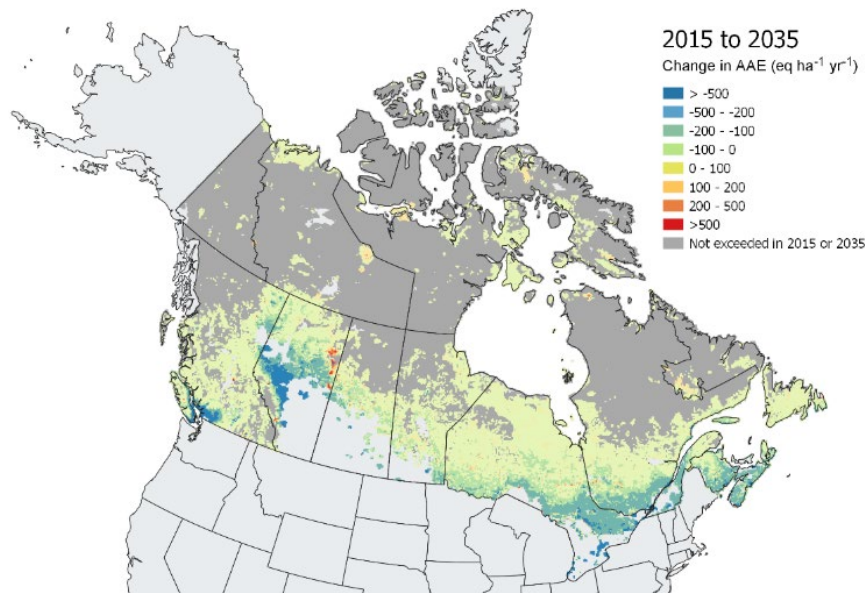 2015 to 2035
Change in AAE (eq ha⁻¹ yr⁻¹)
> -500
-500 - -200
-200 - -100
-100 - 0
0 - 100
100 - 200
200 - 500
>500
Not exceeded in 2015 or 2035